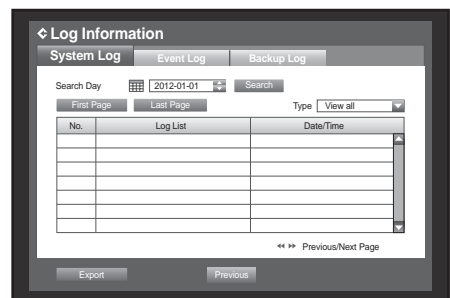 Log Information
System Log Event Log Backup Log
Search Day 2012-01-01 Search
First Page Last Page Type View all
No. Log List Date/Time
Previous/Next Page
Export Previous